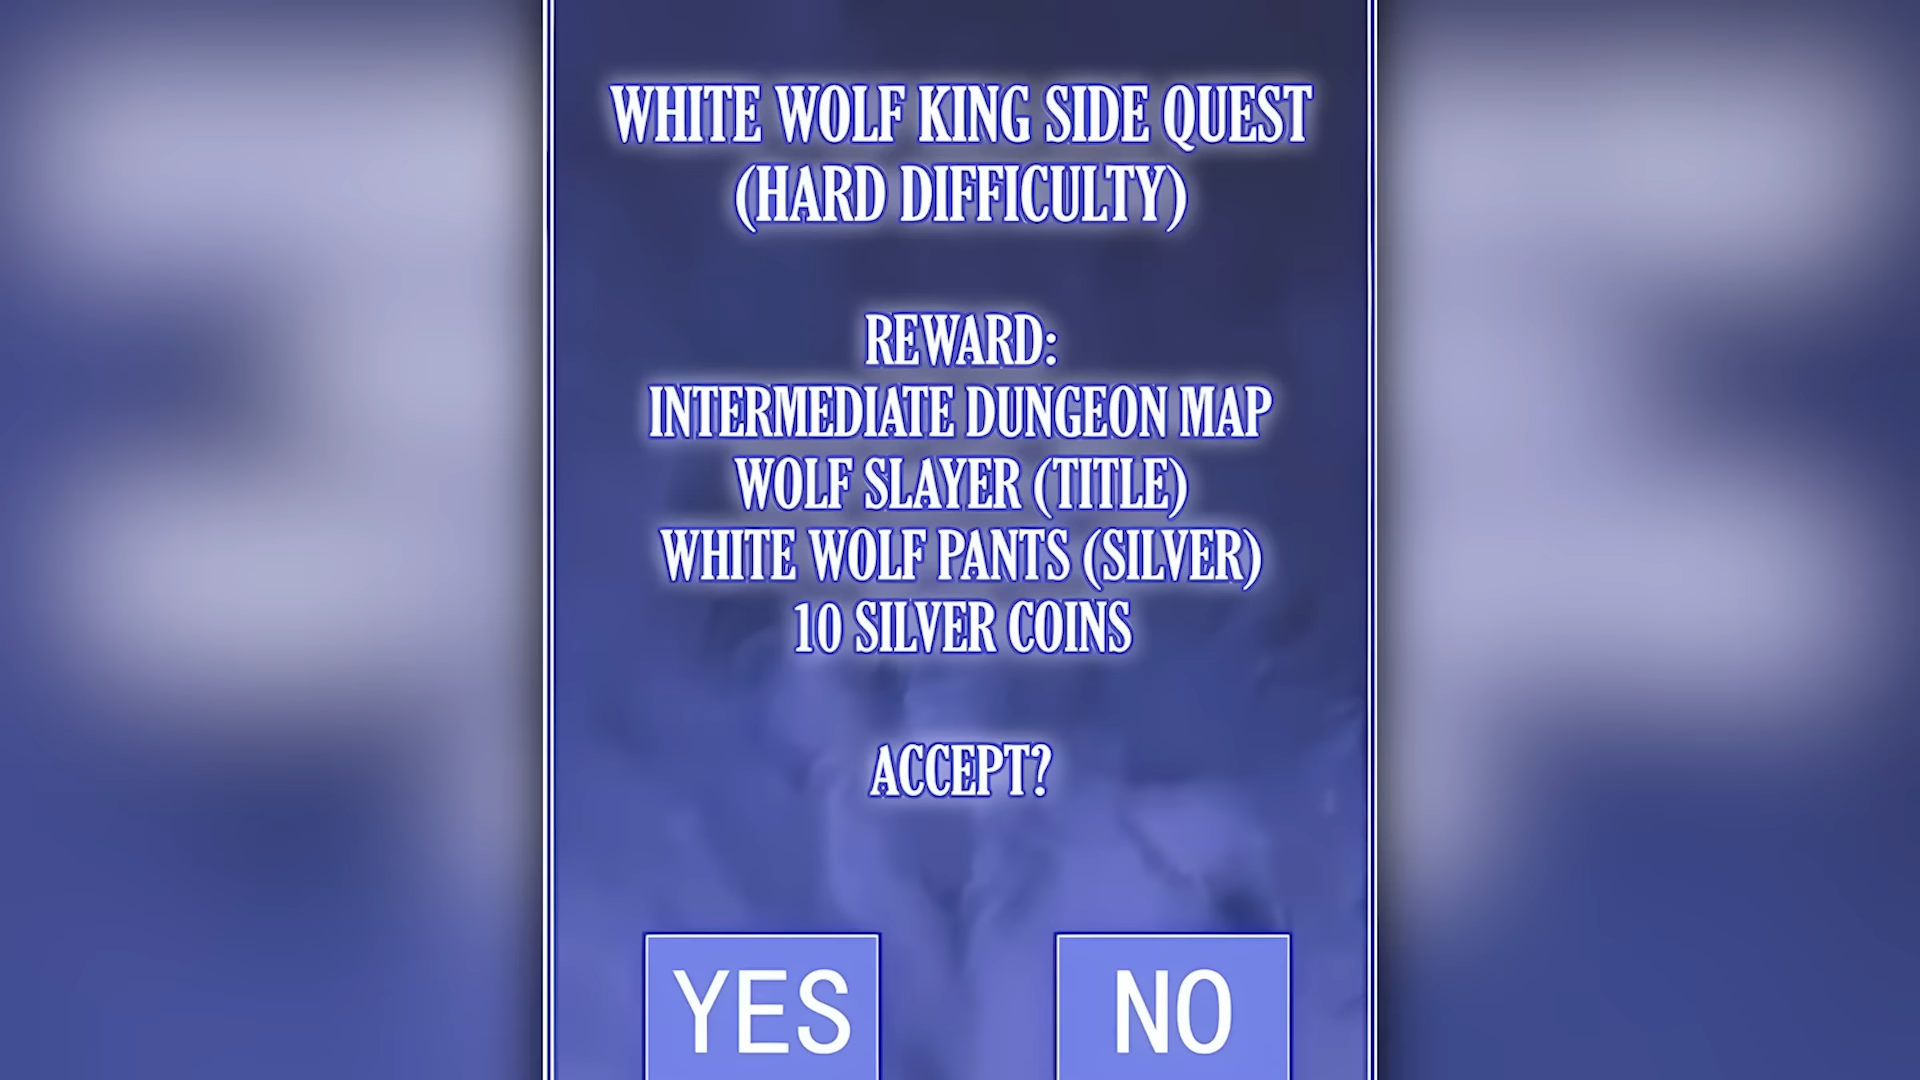 WHITE WOLF KING SIDE QUEST
(HARD DIFFICULTY)
REWARD:
INTERMEDIATE DUNGEON MAP
WOLF SLAYER (TITLE)
WHITE WOLF PANTS (SILVER)
10 SILVER COINS
ACCEPT?
YES NO